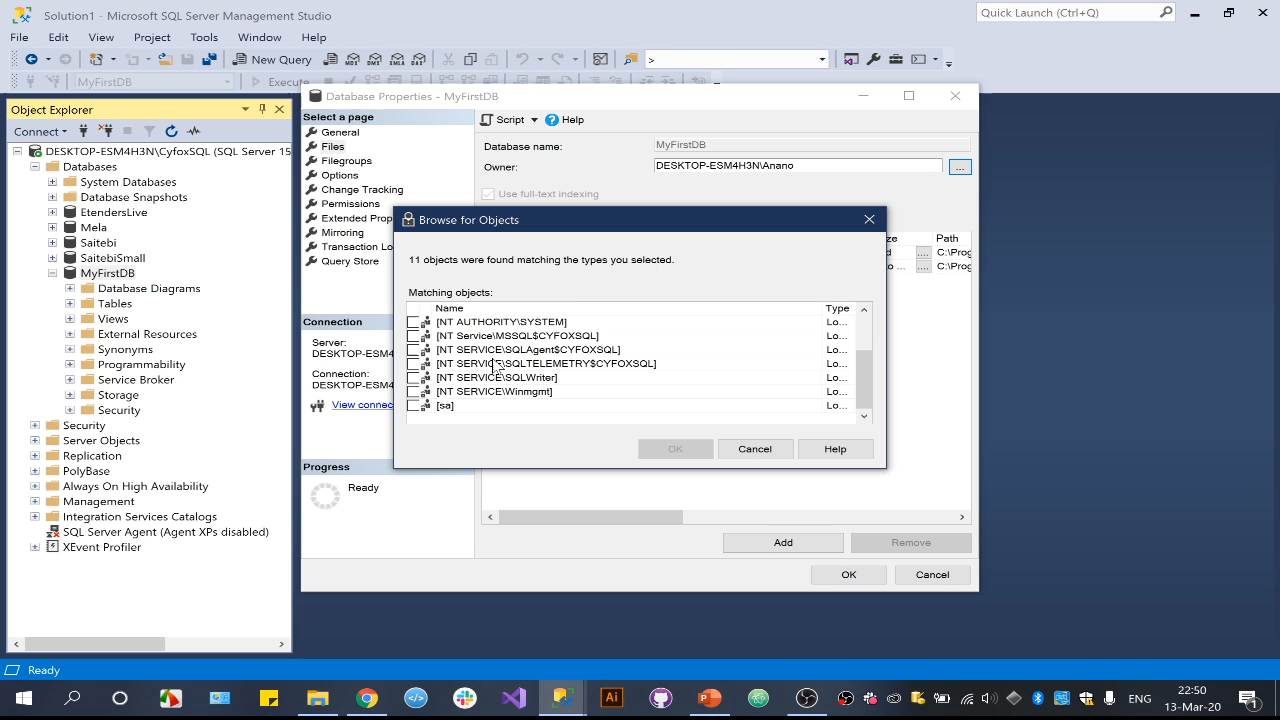 Solution1 - Microsoft SQL Server Management Studio
Quick Launch (Ctrl+Q)
File Edit View Project Tools Window Help
New Query
MDX DMX XMLA DAX
>
MyFirstDB
Execute
Object Explorer
Connect
DESKTOP-ESM4H3N\CyfoxSQL (SQL Server 15
Databases
System Databases
Database Snapshots
EtendersLive
Mela
Saitebi
SaitebiSmall
MyFirstDB
Database Diagrams
Tables
Views
External Resources
Synonyms
Programmability
Service Broker
Storage
Security
Security
Server Objects
Replication
PolyBase
Always On High Availability
Management
Integration Services Catalogs
SQL Server Agent (Agent XPs disabled)
XEvent Profiler
Database Properties - MyFirstDB
Select a page
General
Files
Filegroups
Options
Change Tracking
Permissions
Extended Prop
Mirroring
Transaction Lo
Query Store
Connection
Server:
DESKTOP-ESM4
Connection:
DESKTOP-ESM4
View connec
Progress
Ready
Script
Help
Database name:
MyFirstDB
Owner:
DESKTOP-ESM4H3N\Anano
...
Use full-text indexing
ze Path
d .... C:\Prog
o ... .... C:\Prog
Add
Remove
OK
Cancel
Browse for Objects
11 objects were found matching the types you selected.
Matching objects:
Name Type
[NT AUTHORITY\SYSTEM] Lo...
[NT Service\MSSQL$CYFOXSQL] Lo...
[NT SERVICE\SQLAgent$CYFOXSQL] Lo...
[NT SERVICE\SQLTELEMETRY$CYFOXSQL] Lo...
[NT SERVICE\SQLWriter] Lo...
[NT SERVICE\Winmgmt] Lo...
[sa] Lo...
OK
Cancel
Help
Ready
Ai
ENG
22:50
13-Mar-20
1